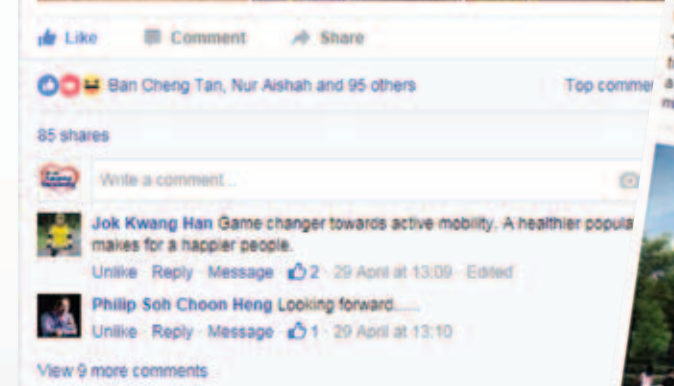 Like Comment Share
Ban Cheng Tan, Nur Aishah and 95 others Top comme
85 shares
Write a comment...
Jok Kwang Han Game changer towards active mobility. A healthier popula
makes for a happier people.
Unlike · Reply · Message · 2 · 29 April at 13:09 · Edited
Philip Soh Choon Heng Looking forward.....
Unlike · Reply · Message · 1 · 29 April at 13:10
View 9 more comments